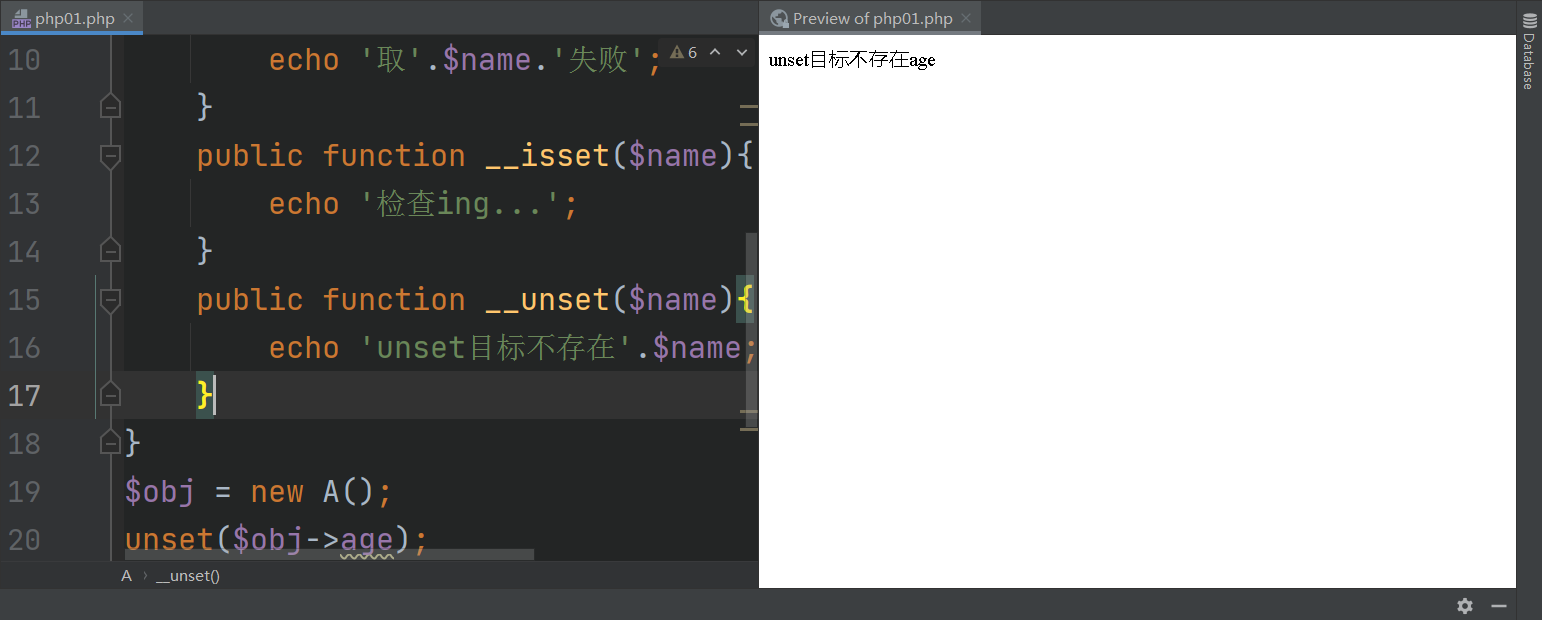 php01.php
Preview of php01.php
10 echo '取'.$name.'失败';
6
11 }
12 public function __isset($name){
13 echo '检查ing...';
14 }
15 public function __unset($name){
16 echo 'unset目标不存在'.$name;
17 }
18 }
19 $obj = new A();
20 unset($obj->age);
A › __unset()
unset目标不存在age
Database